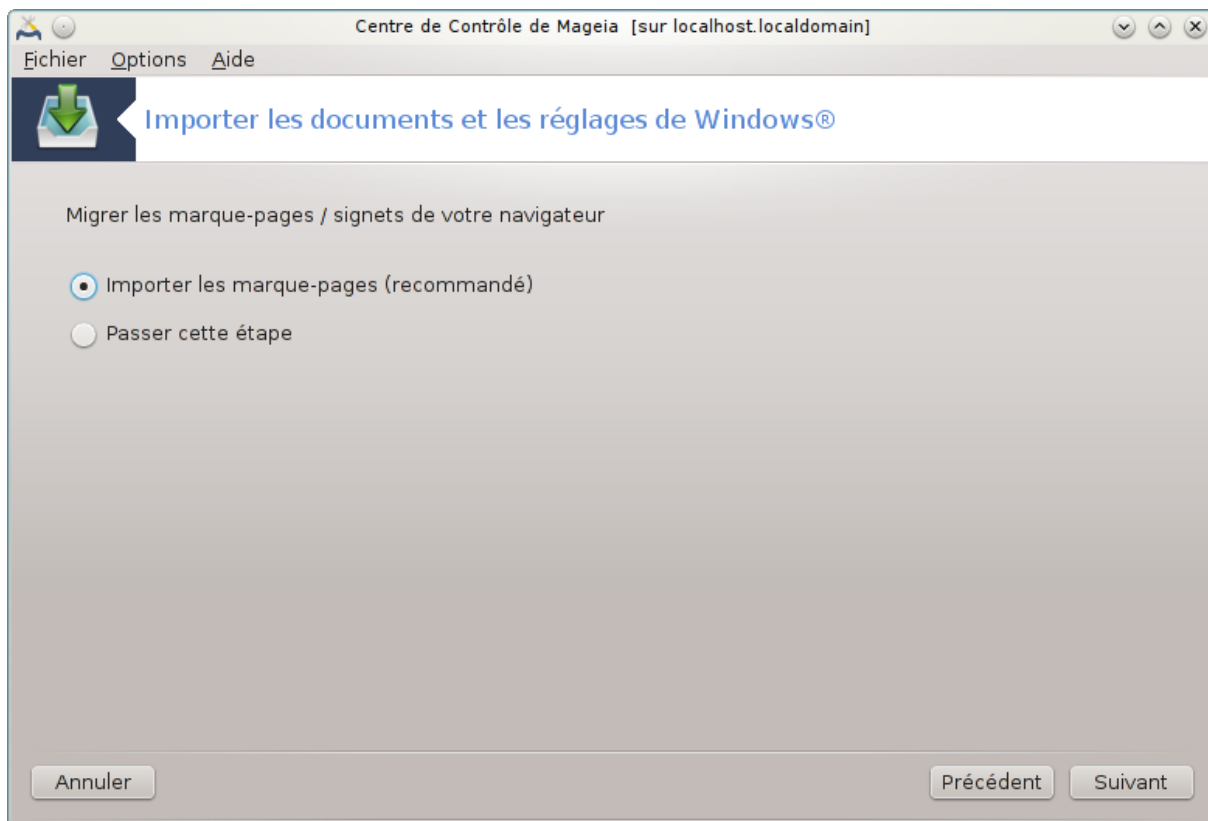 Centre de Contrôle de Mageia [sur localhost.localdomain]
Fichier Options Aide
Importer les documents et les réglages de Windows®
Migrer les marque-pages / signets de votre navigateur
Importer les marque-pages (recommandé)
Passer cette étape
Annuler Précédent Suivant